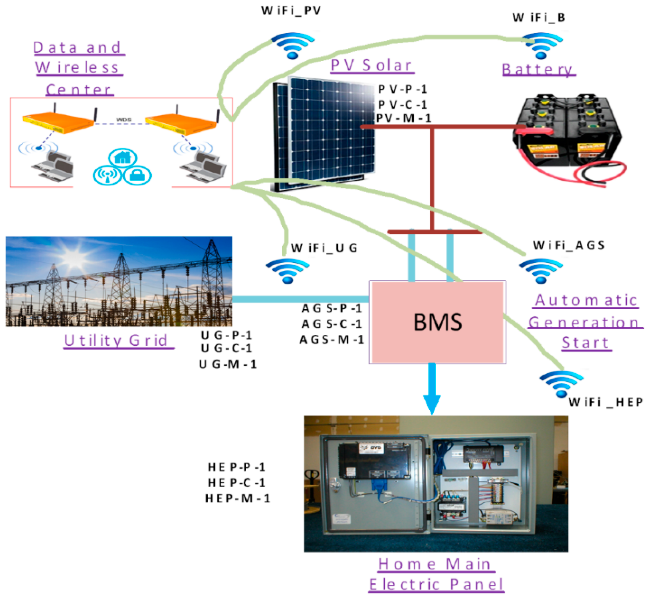 WiFi_PV
WiFi_B
Data and
Wireless
Center
PV Solar
Battery
PV-P-1
PV-C-1
PV-M-1
WDS
WiFi_UG
WiFi_AGS
Utility Grid
UG-P-1
UG-C-1
UG-M-1
AGS-P-1
AGS-C-1
AGS-M-1
BMS
Automatic
Generation
Start
WiFi_HEP
HEP-P-1
HEP-C-1
HEP-M-1
Home Main
Electric Panel